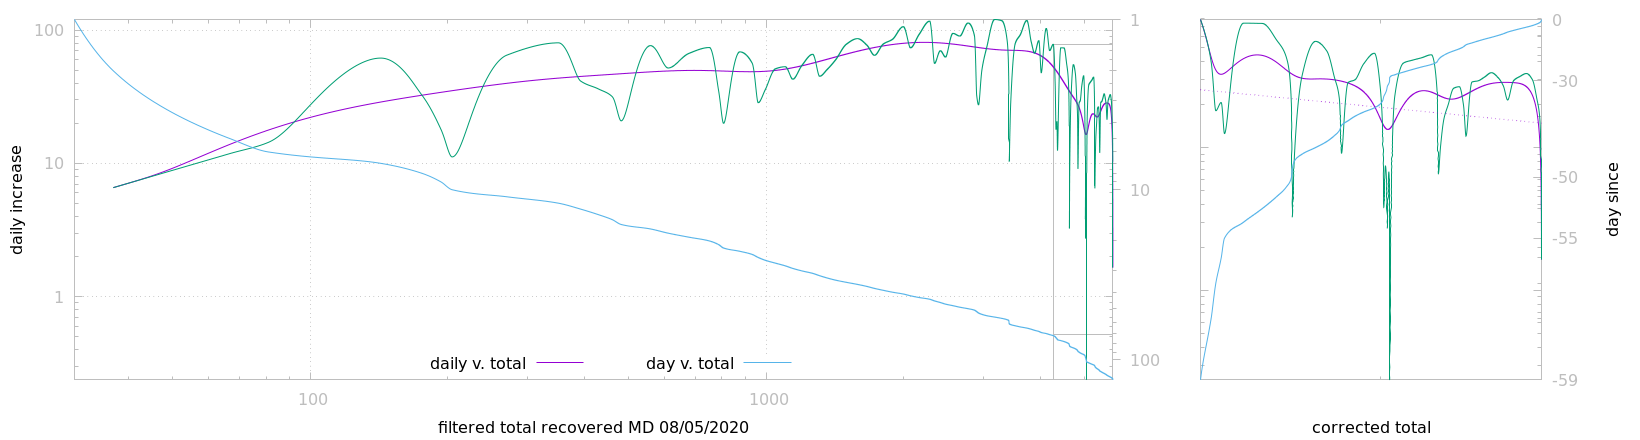 100
10
1
daily increase
daily v. total
day v. total
100
1000
filtered total recovered MD 08/05/2020
1
10
100
0
-30
-50
-55
-59
day since
corrected total